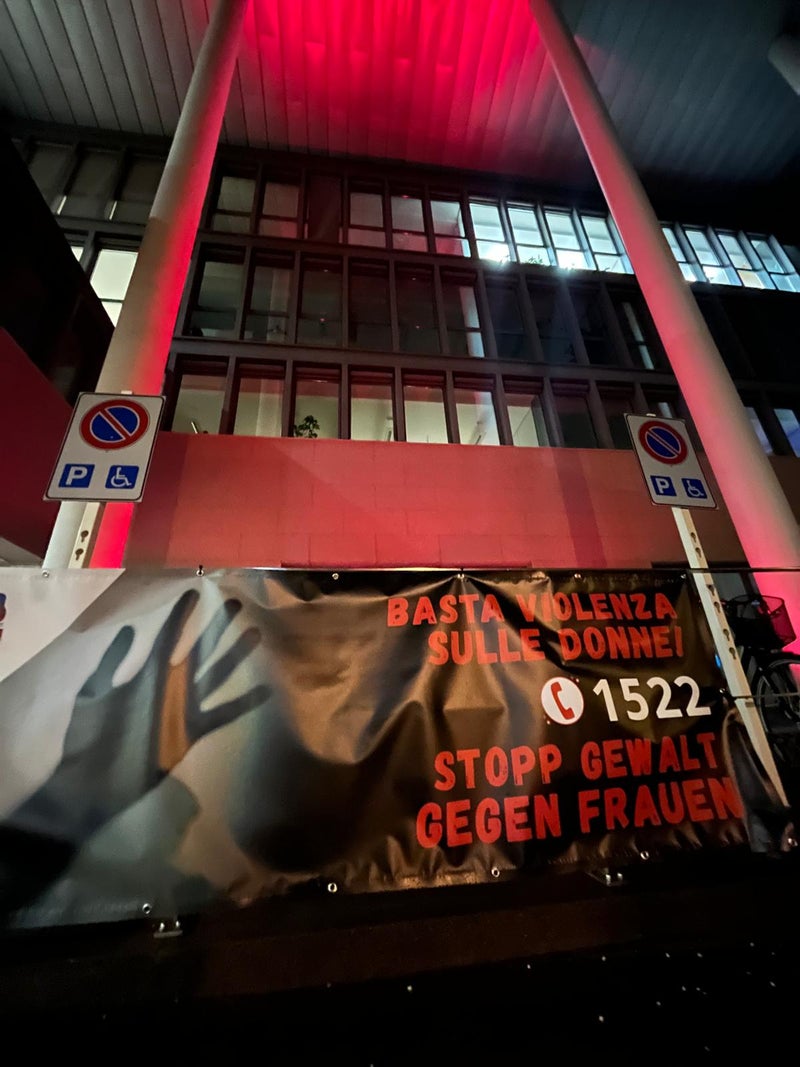 P
P
BASTA VIOLENZA
SULLE DONNE!
1522
STOPP GEWALT
GEGEN FRAUEN